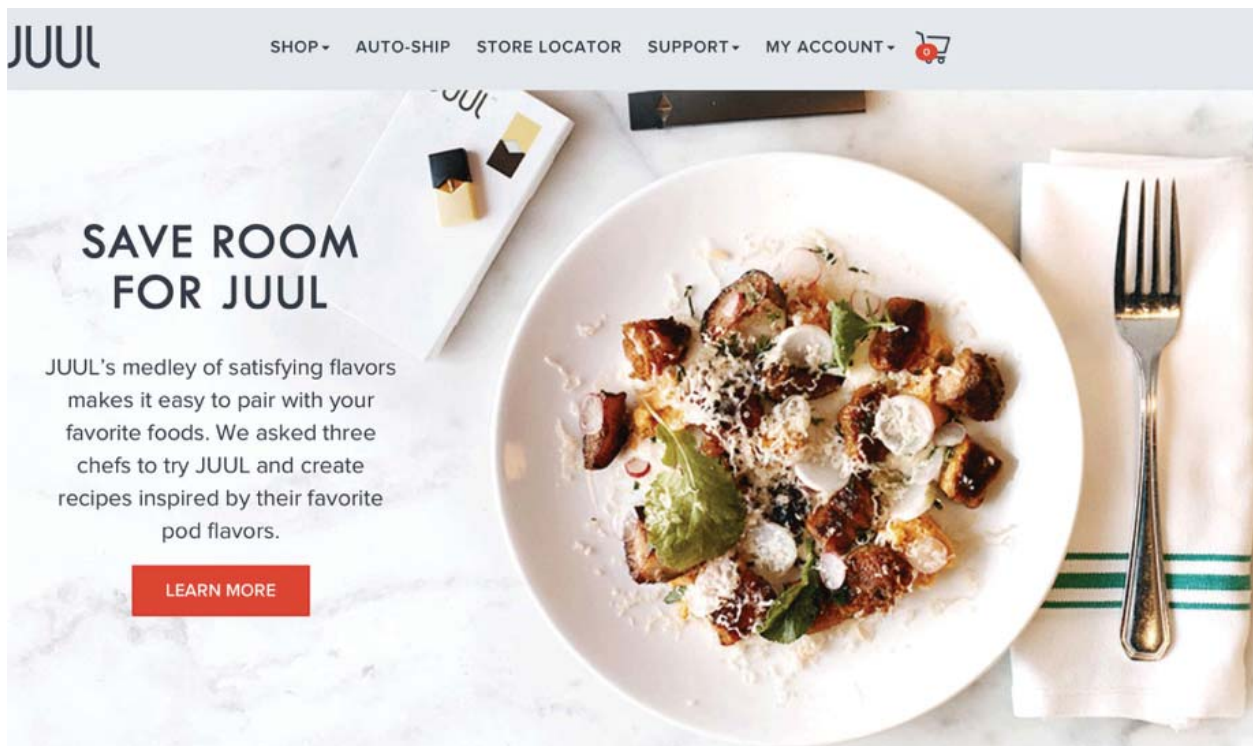 JUUL
SHOP
AUTO-SHIP
STORE LOCATOR
SUPPORT
MY ACCOUNT
0
JUUL
SAVE ROOM
FOR JUUL
JUUL’s medley of satisfying flavors
makes it easy to pair with your
favorite foods. We asked three
chefs to try JUUL and create
recipes inspired by their favorite
pod flavors.
LEARN MORE